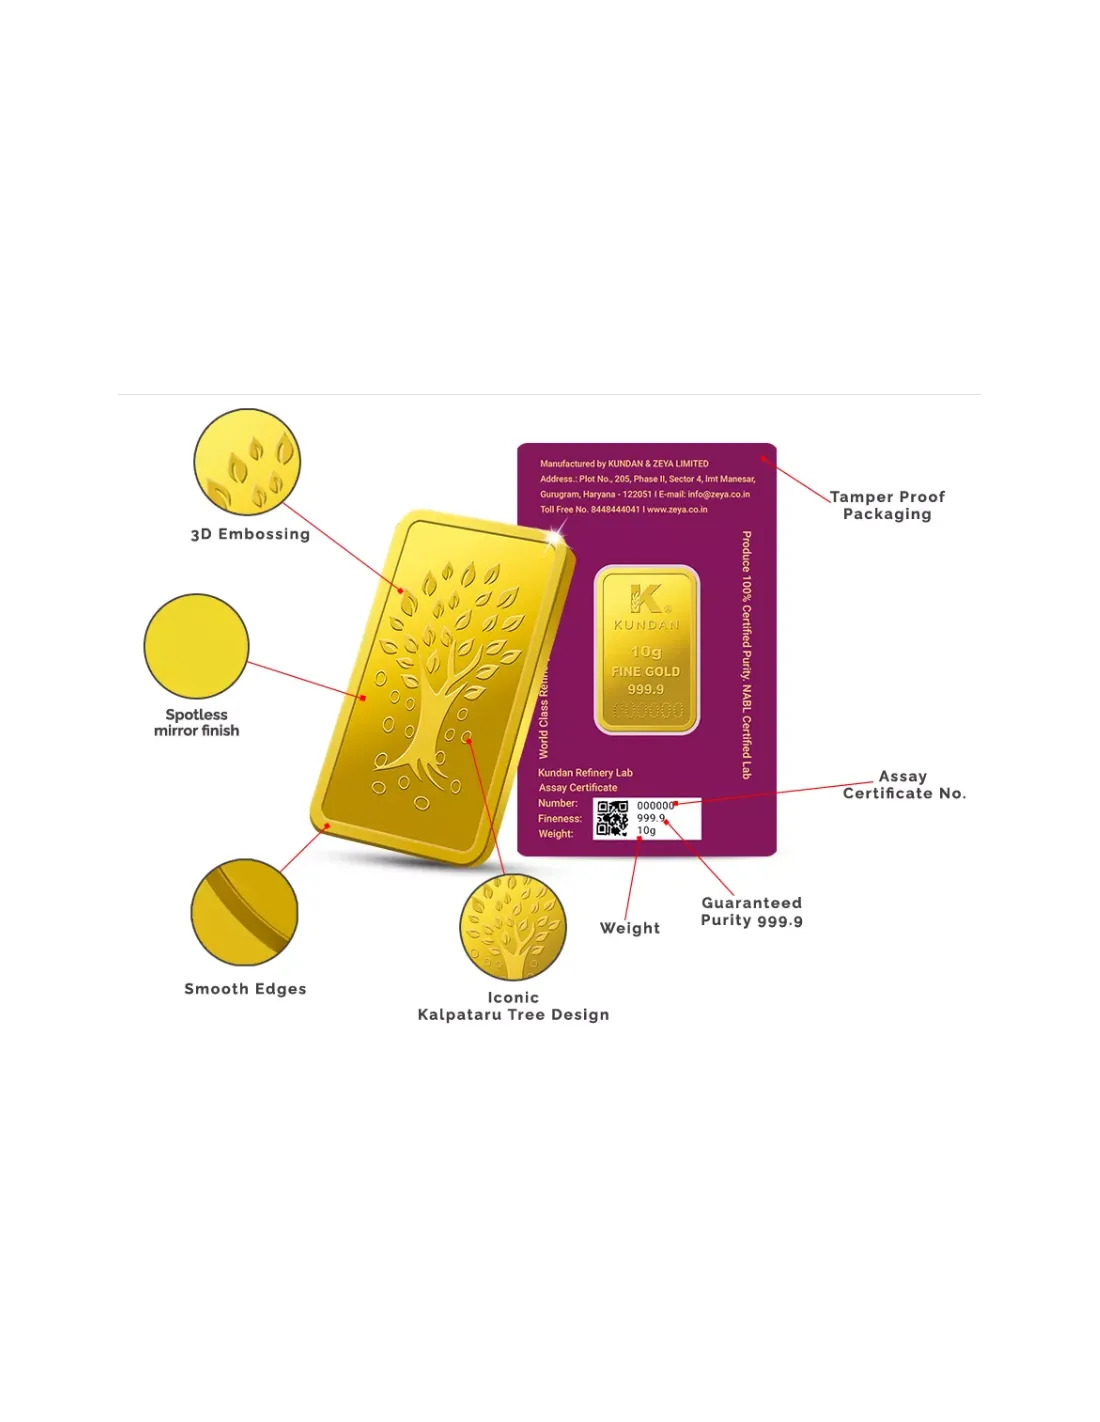 3D Embossing
Spotless
mirror finish
Smooth Edges
Iconic
Kalpataru Tree Design
Manufactured by KUNDAN & ZEYA LIMITED
Address.: Plot No., 205, Phase II, Sector 4, Imt Manesar,
Gurugram, Haryana - 122051 I E-mail: info@zeya.co.in
Toll Free No. 8448444041 I www.zeya.co.in
World Class
Produce 100% Certified Purity. NABL Certified Lab
K®
KUNDAN
10g
FINE GOLD
999.9
000000
Kundan Refinery Lab
Assay Certificate
Number: 000000
Fineness: 999.9
Weight: 10g
Tamper Proof
Packaging
Assay
Certificate No.
Guaranteed
Purity 999.9
Weight